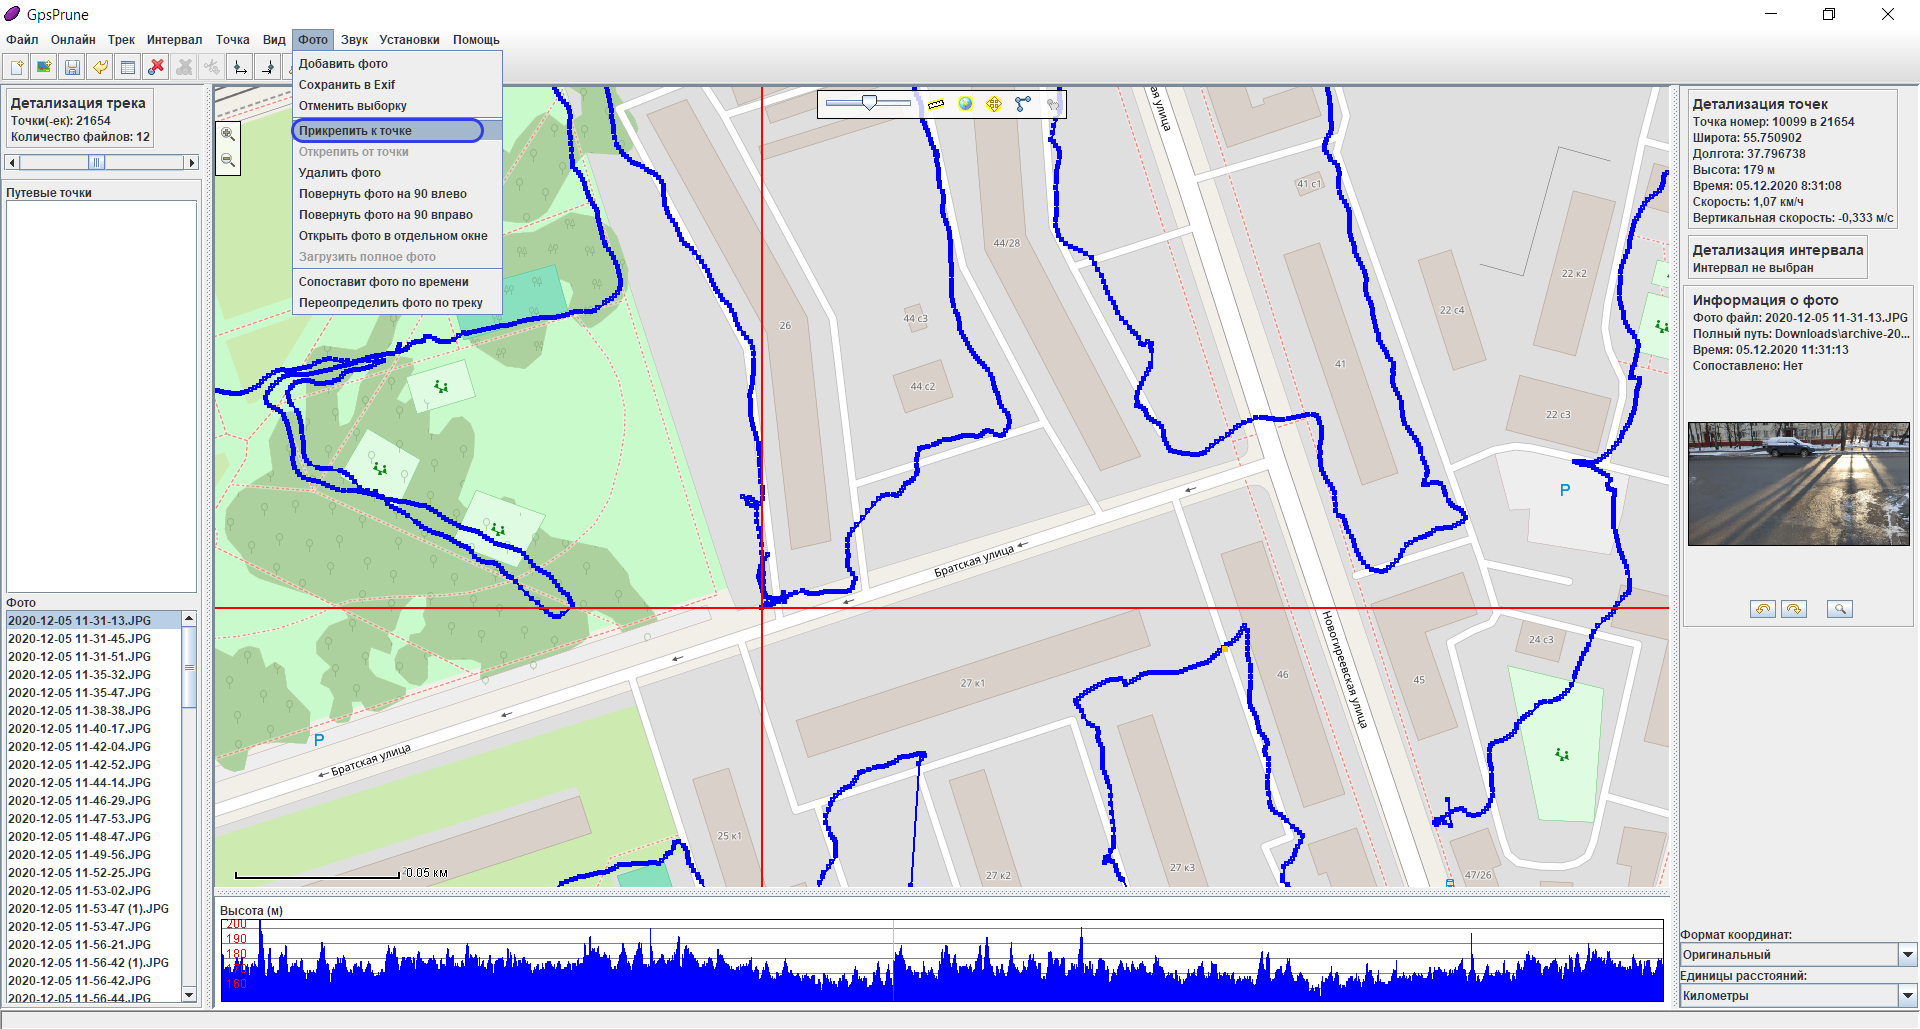 GpsPrune
Файл Онлайн Трек Интервал Точка Вид Фото Звук Установки Помощь
Добавить фото
Сохранить в Exif
Отменить выборку
Прикрепить к точке
Открепить от точки
Удалить фото
Повернуть фото на 90 влево
Повернуть фото на 90 вправо
Открыть фото в отдельном окне
Загрузить полное фото
Сопоставит фото по времени
Переопределить фото по треку
Детализация трека
Точки(-ек): 21654
Количество файлов: 12
Путевые точки
Фото
2020-12-05 11-31-13.JPG
2020-12-05 11-31-45.JPG
2020-12-05 11-31-51.JPG
2020-12-05 11-35-32.JPG
2020-12-05 11-35-47.JPG
2020-12-05 11-38-38.JPG
2020-12-05 11-40-17.JPG
2020-12-05 11-42-04.JPG
2020-12-05 11-42-52.JPG
2020-12-05 11-44-14.JPG
2020-12-05 11-46-29.JPG
2020-12-05 11-47-53.JPG
2020-12-05 11-48-47.JPG
2020-12-05 11-49-56.JPG
2020-12-05 11-52-25.JPG
2020-12-05 11-53-02.JPG
2020-12-05 11-53-47 (1).JPG
2020-12-05 11-53-47.JPG
2020-12-05 11-56-21.JPG
2020-12-05 11-56-42 (1).JPG
2020-12-05 11-56-42.JPG
2020-12-05 11-56-44.JPG
ая улица
41 с1
44/28
22 к2
26
44 с3
22 с4
41
44 с2
22 с3
P
Братская улица
Новогиреевская улица
24 с3
27 к1
46
45
P
Братская улица
25 к1
27 к2
27 к3
47/26
0.05 км
Высота (м)
200
190
180
160
Детализация точек
Точка номер: 10099 в 21654
Широта: 55.750902
Долгота: 37.796738
Высота: 179 м
Время: 05.12.2020 8:31:08
Скорость: 1,07 км/ч
Вертикальная скорость: -0,333 м/с
Детализация интервала
Интервал не выбран
Информация о фото
Фото файл: 2020-12-05 11-31-13.JPG
Полный путь: Downloads\archive-20...
Время: 05.12.2020 11:31:13
Сопоставлено: Нет
Формат координат:
Оригинальный
Единицы расстояний:
Километры